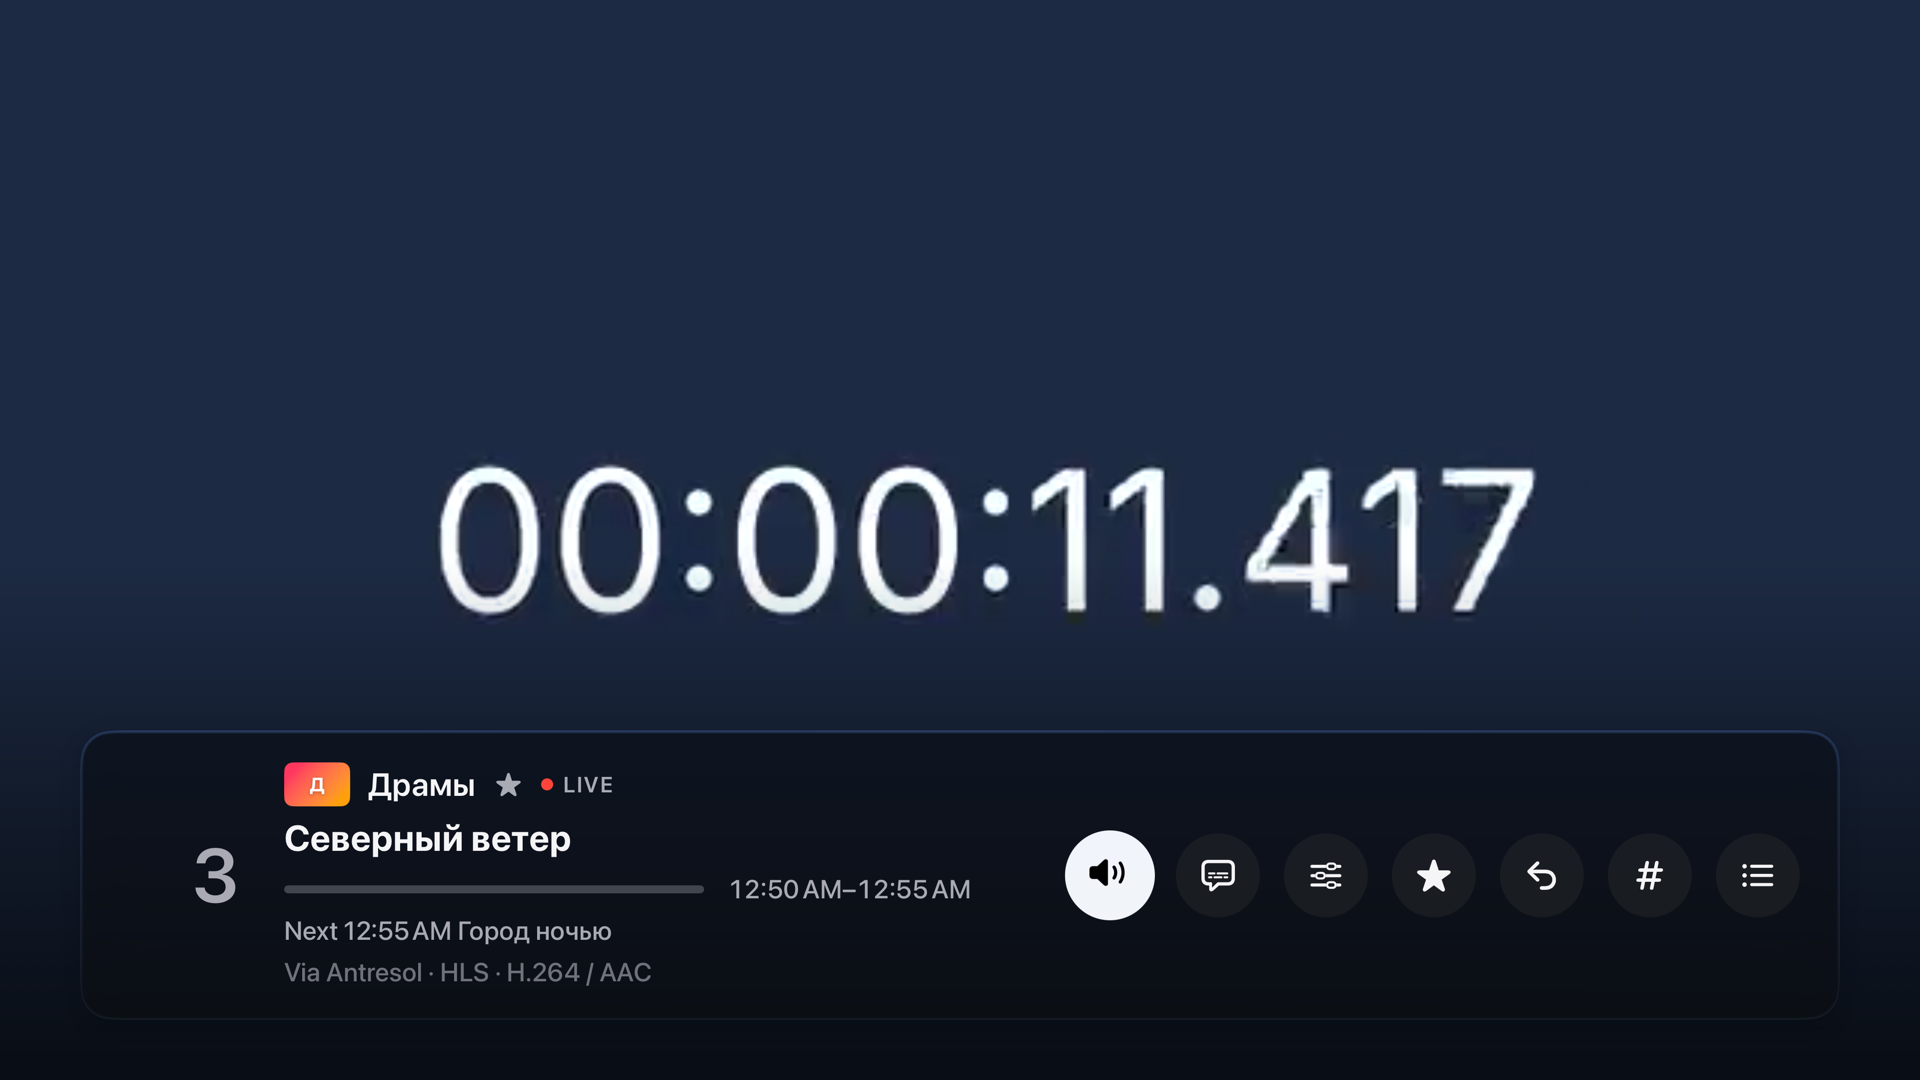 00:00:11.417
Д Драмы LIVE
Северный ветер
3
12:50 AM–12:55 AM
Next 12:55 AM Город ночью
Via Antresol · HLS · H.264 / AAC
#